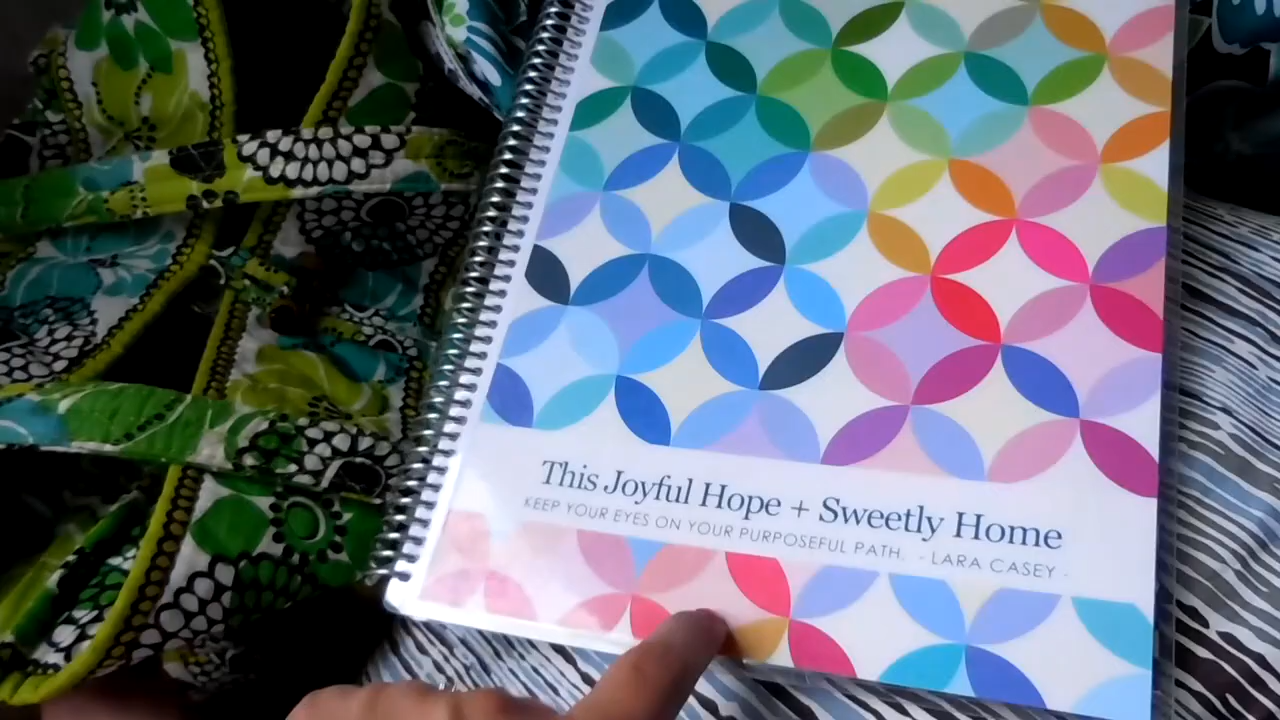 This Joyful Hope + Sweetly Home
KEEP YOUR EYES ON YOUR PURPOSEFUL PATH. - LARA CASEY -